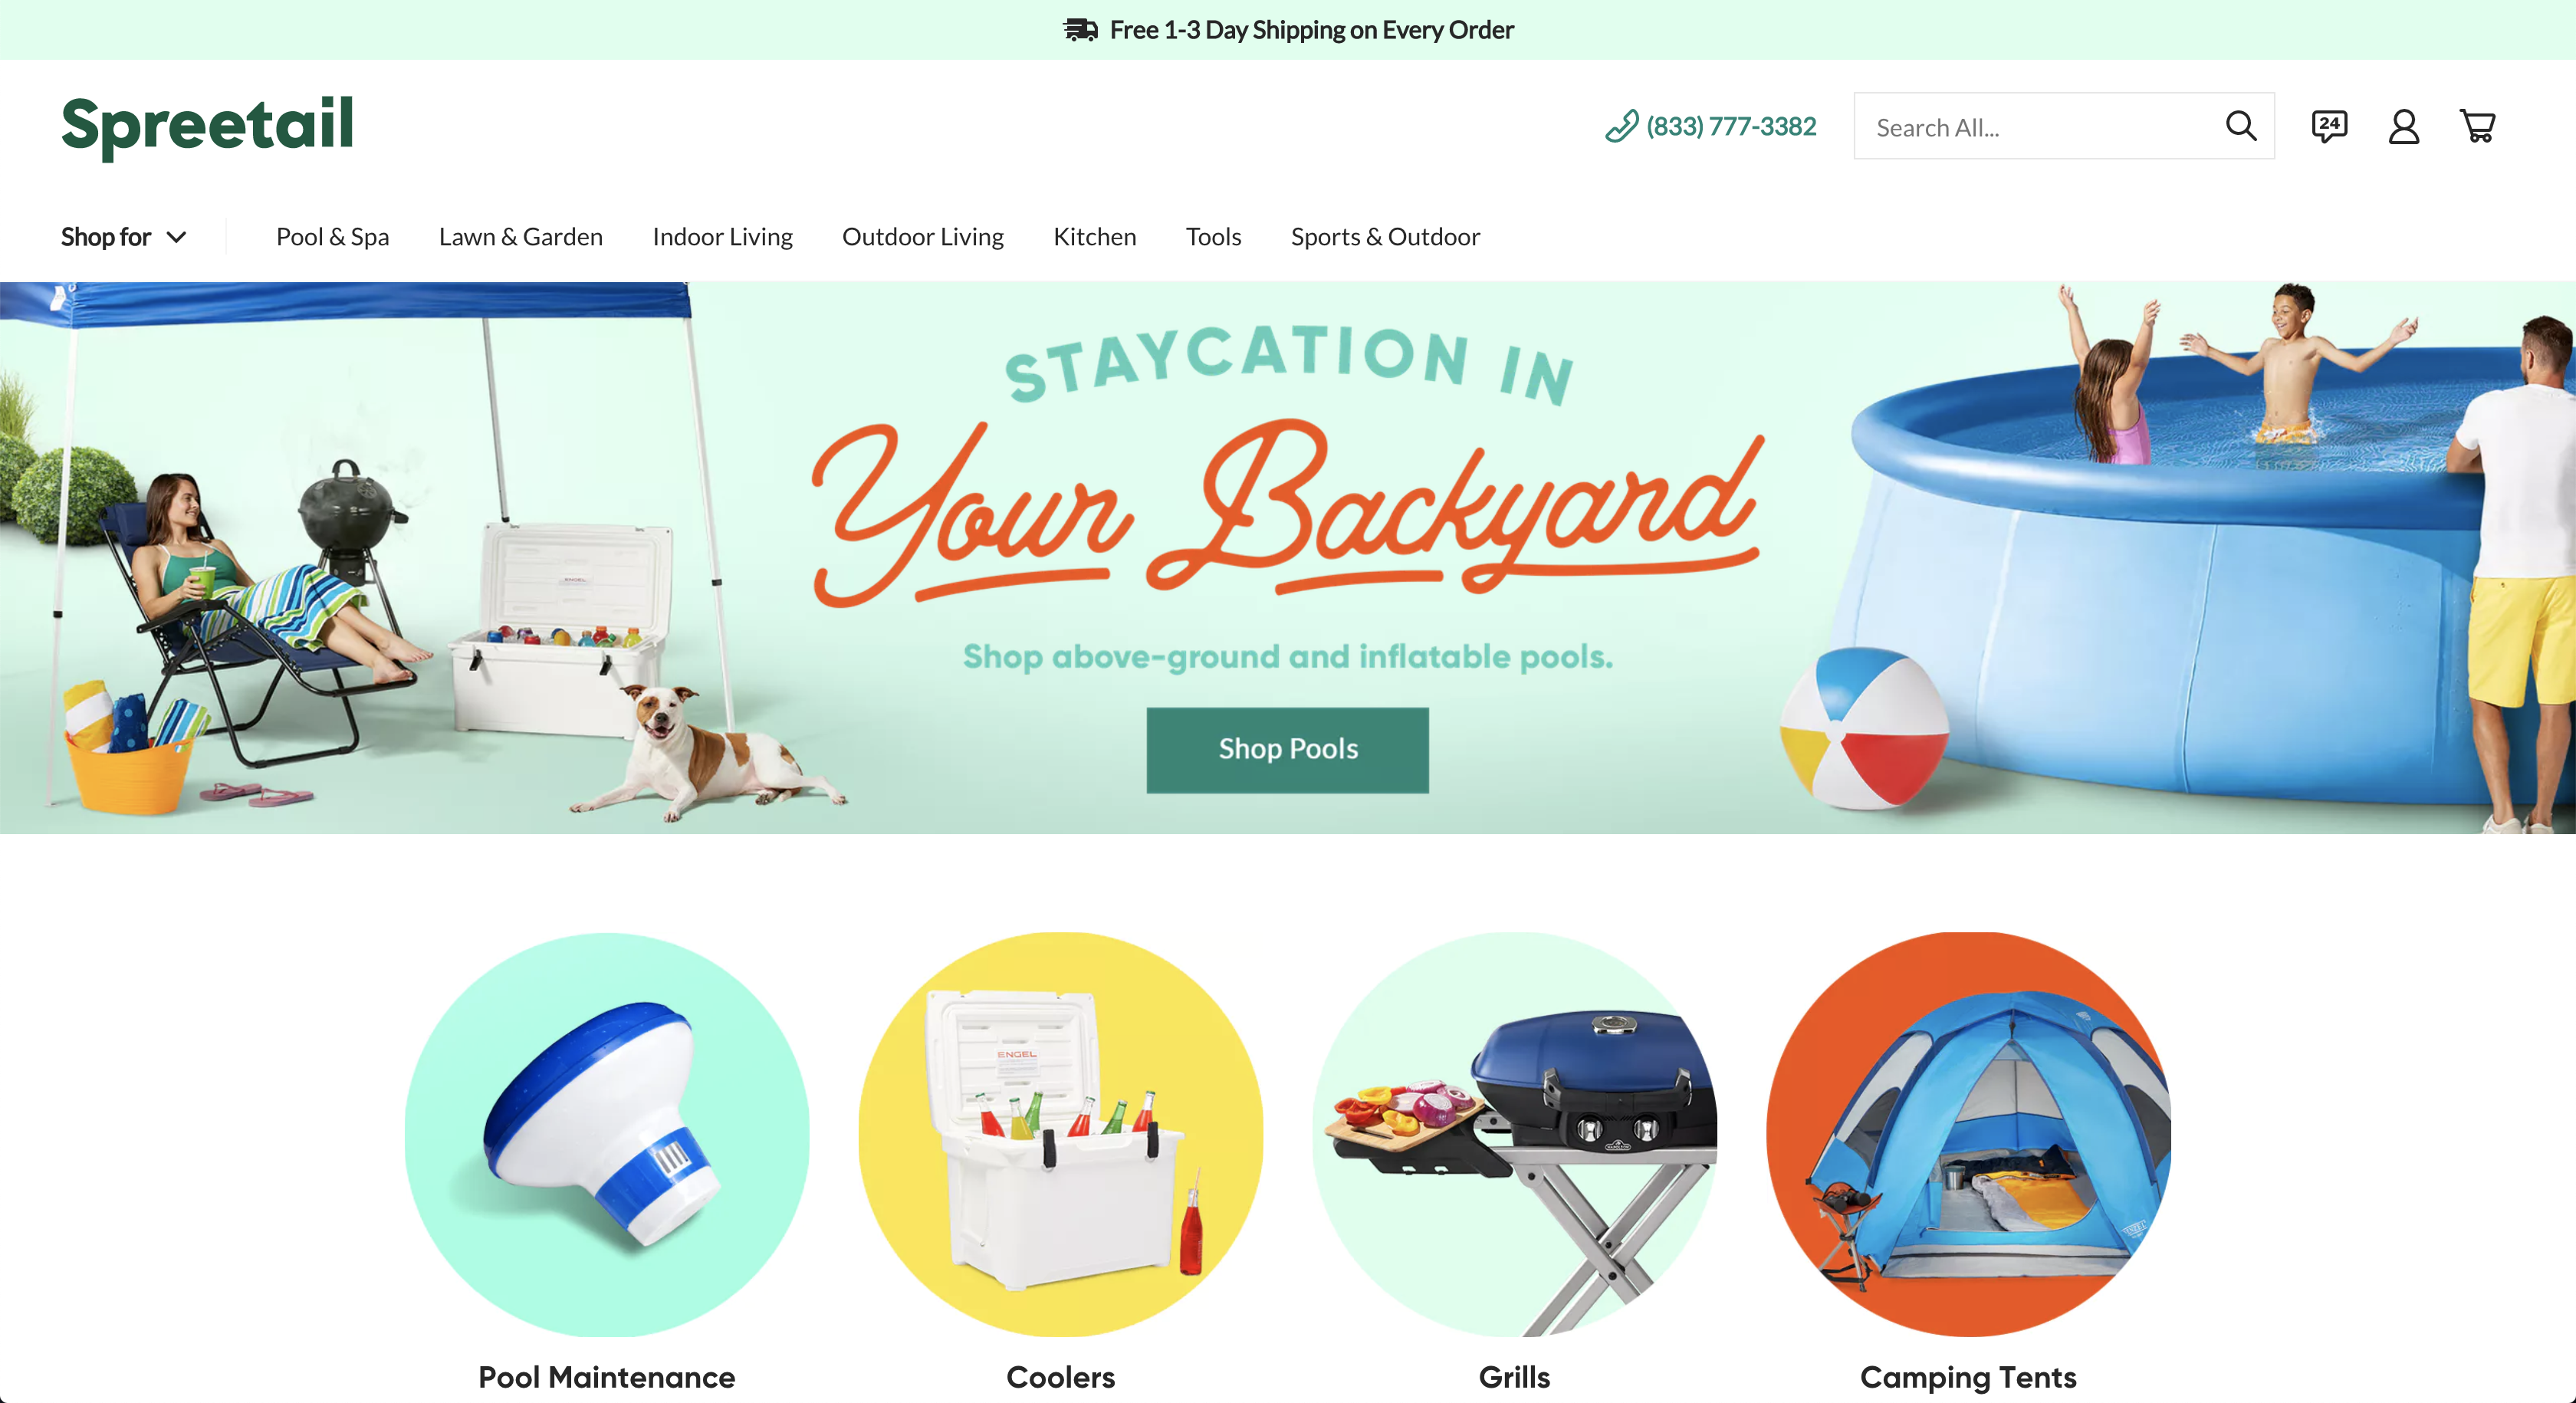 Free 1-3 Day Shipping on Every Order
Spreetail
(833) 777-3382
Search All...
24
Shop for
Pool & Spa
Lawn & Garden
Indoor Living
Outdoor Living
Kitchen
Tools
Sports & Outdoor
STAYCATION IN
Your Backyard
Shop above-ground and inflatable pools.
Shop Pools
ENGEL
ENGEL
Pool Maintenance
Coolers
Grills
Camping Tents